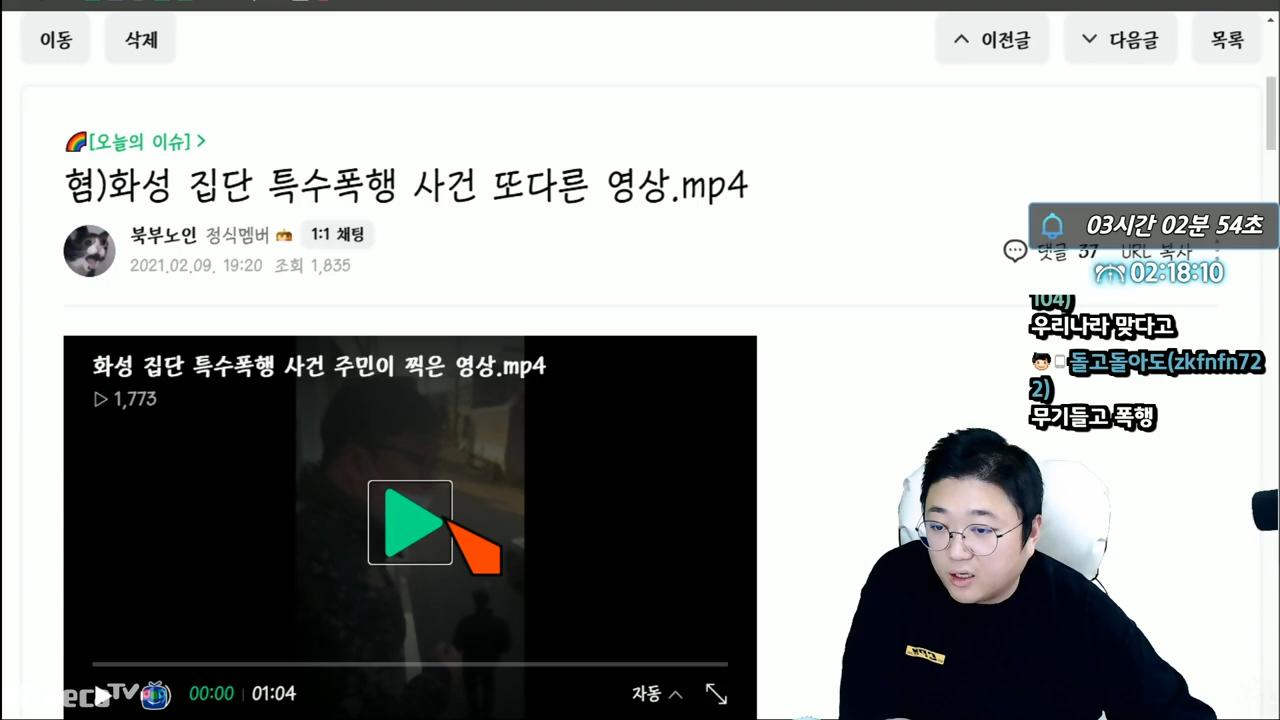 이동
삭제
이전글
다음글
목록
[오늘의 이슈] >
혐)화성 집단 특수폭행 사건 또다른 영상.mp4
북부노인 정식멤버 1:1 채팅
2021.02.09. 19:20 조회 1,835
댓글 37 URL 복사
03시간 02분 54초
02:18:10
104)
우리나라 맞다고
돌고돌아도(zkfnfn72
2)
무기들고 폭행
화성 집단 특수폭행 사건 주민이 찍은 영상.mp4
1,773
TV
00:00 | 01:04
자동